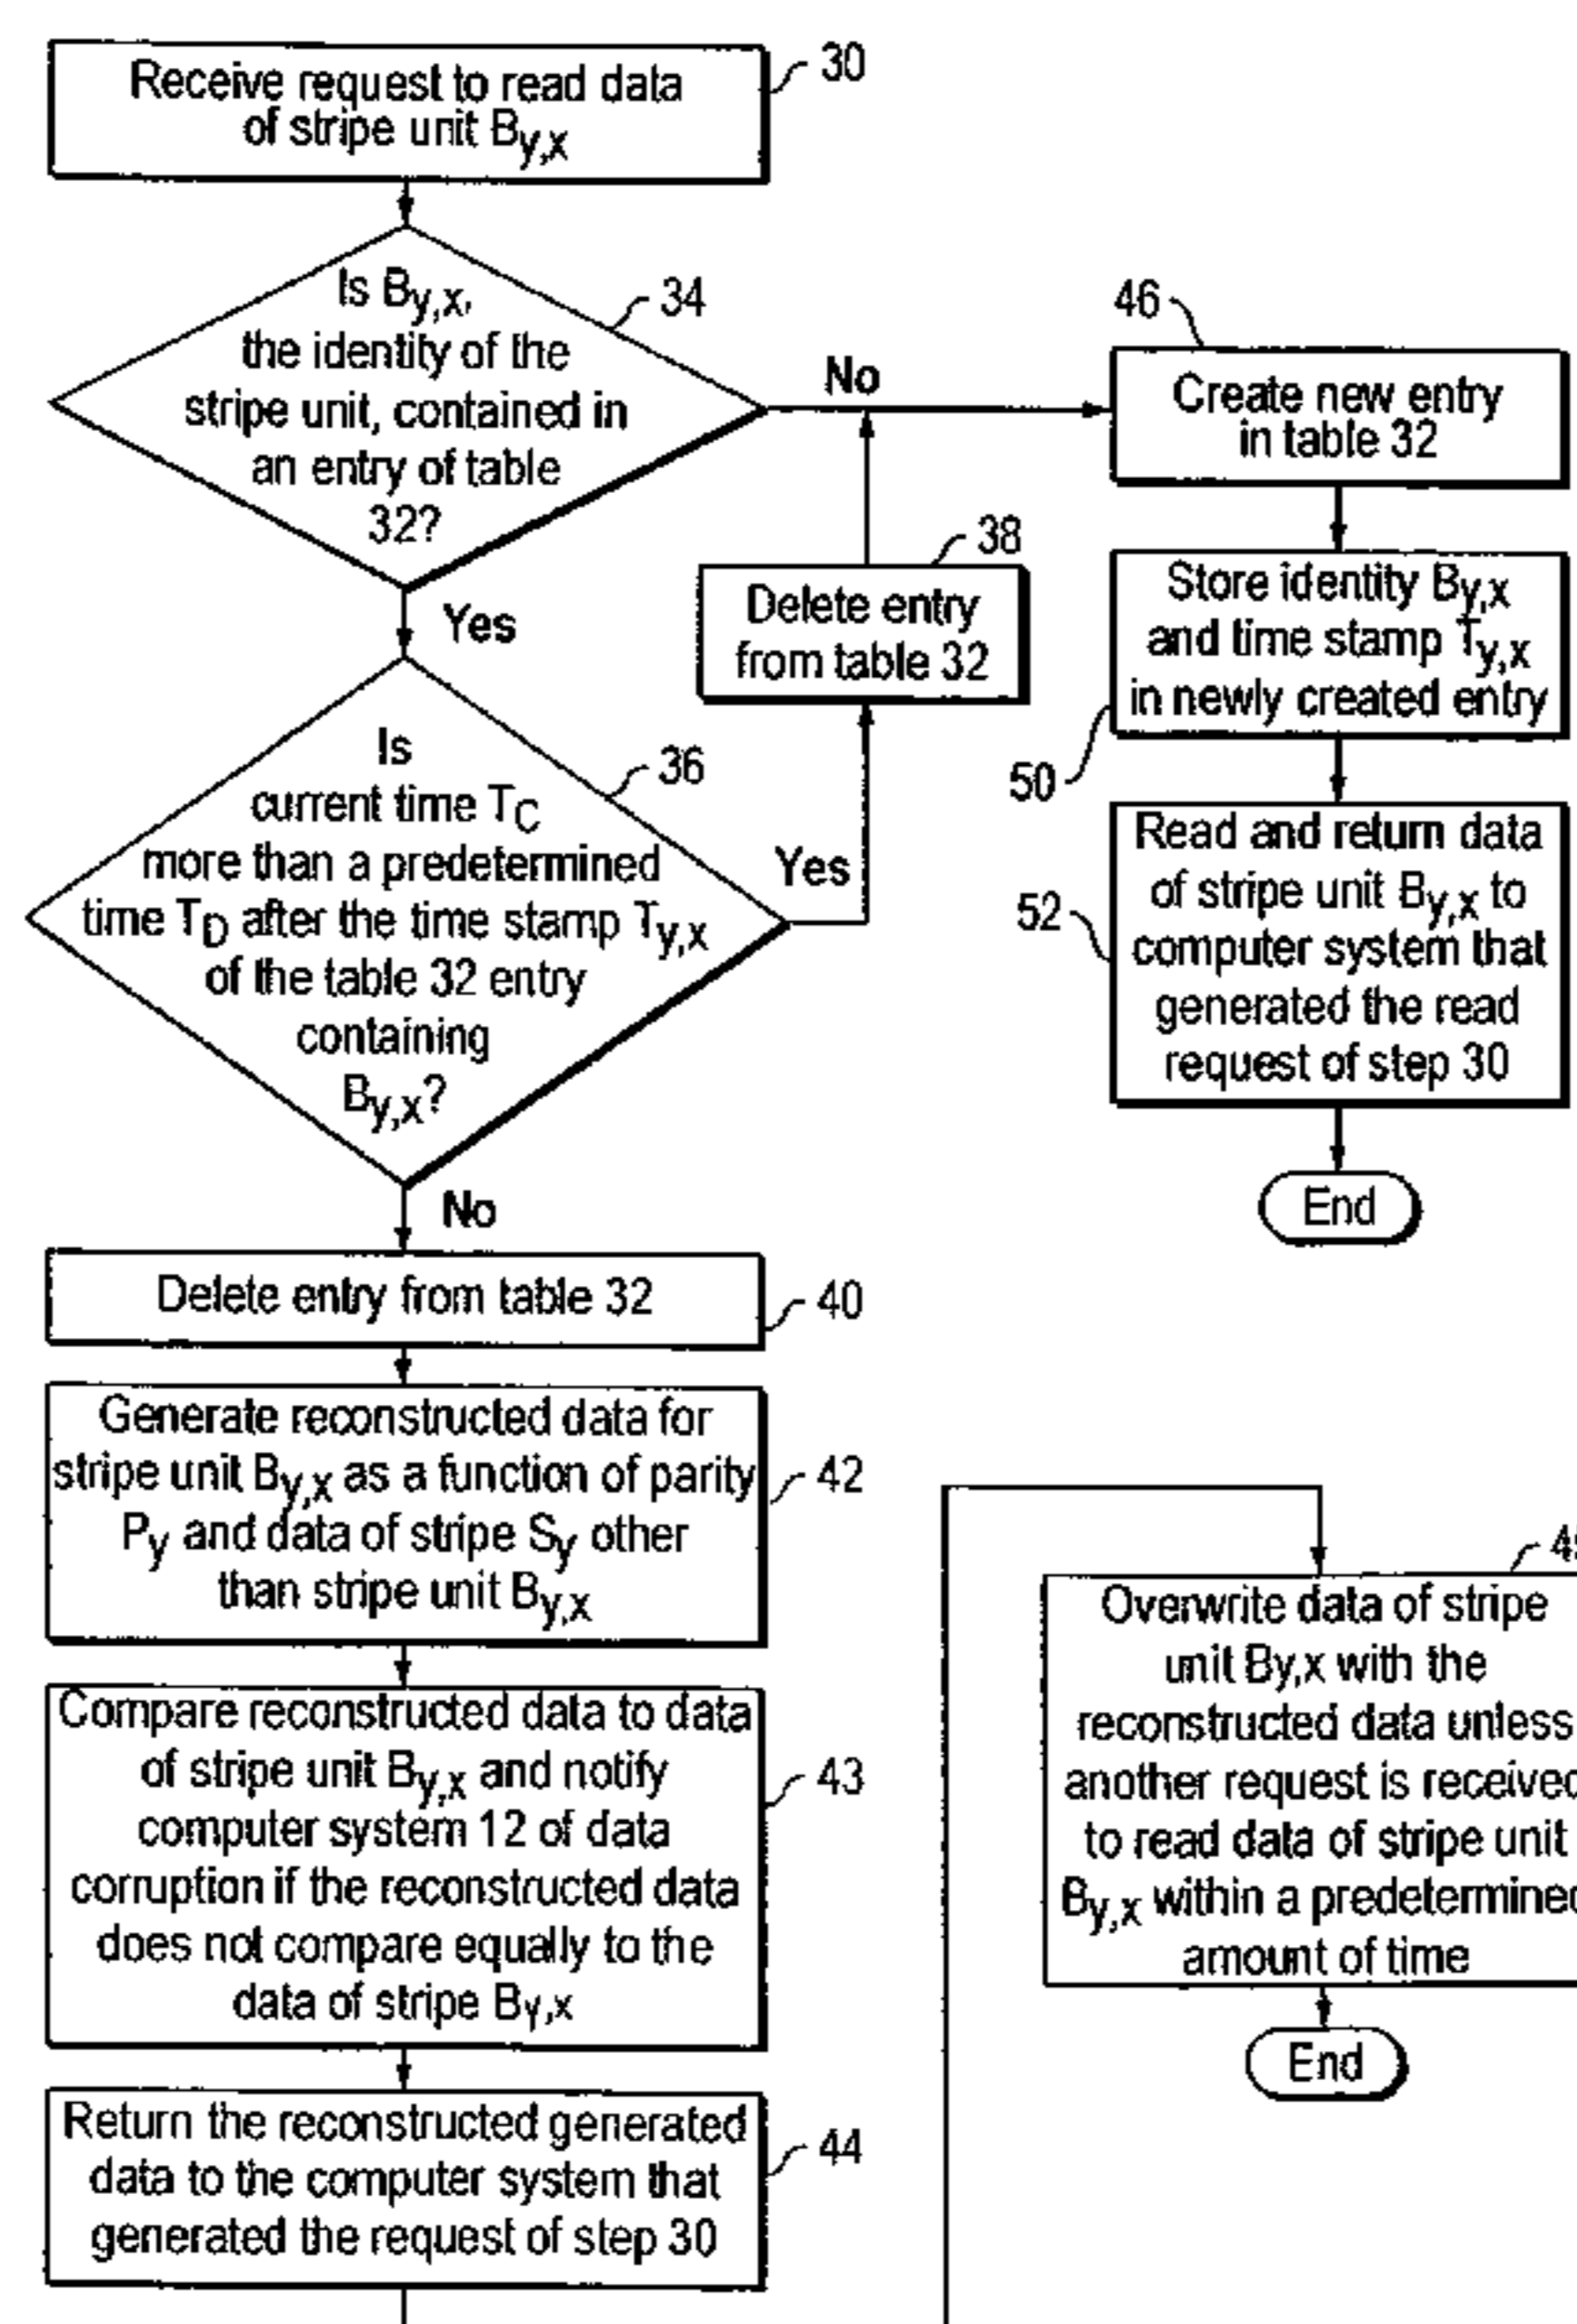 Receive request to read data
of stripe unit By,x
30
Is By,x,
the identity of the
stripe unit, contained in
an entry of table
32?
34
No
Yes
Is
current time TC
more than a predetermined
time TD after the time stamp Ty,x
of the table 32 entry
containing
By,x?
36
Yes
No
Delete entry
from table 32
38
46
Create new entry
in table 32
Store identity By,x
and time stamp Ty,x
in newly created entry
50
Read and return data
of stripe unit By,x to
computer system that
generated the read
request of step 30
52
End
Delete entry from table 32
40
Generate reconstructed data for
stripe unit By,x as a function of parity
Py and data of stripe Sy other
than stripe unit By,x
42
Compare reconstructed data to data
of stripe unit By,x and notify
computer system 12 of data
corruption if the reconstructed data
does not compare equally to the
data of stripe By,x
43
Return the reconstructed generated
data to the computer system that
generated the request of step 30
44
Overwrite data of stripe
unit By,x with the
reconstructed data unless
another request is received
to read data of stripe unit
By,x within a predetermined
amount of time
End